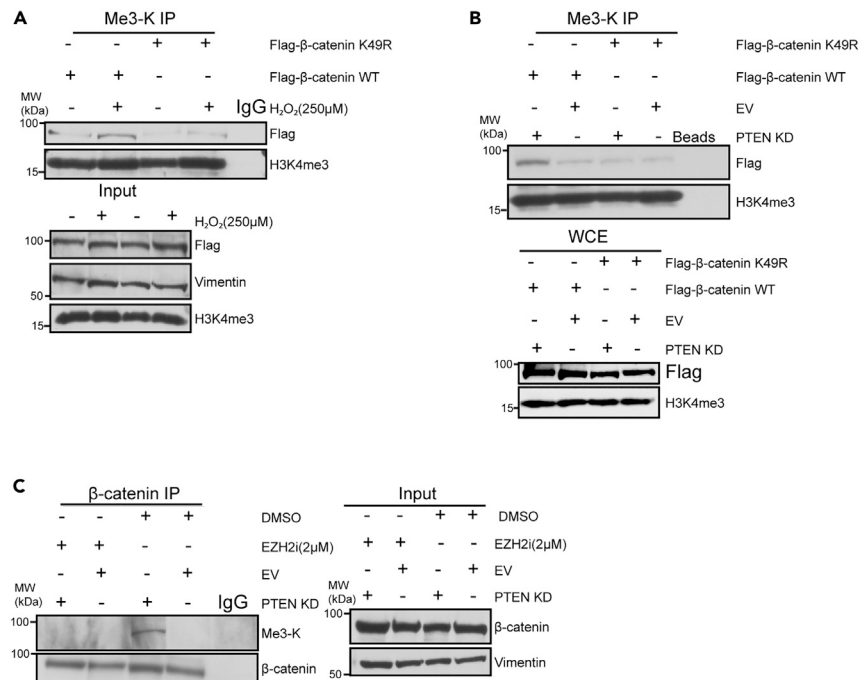 A
Me3-K IP
- - + + Flag-β-catenin K49R
+ + - - Flag-β-catenin WT
- + - + IgG H₂O₂(250µM)
MW
(kDa)
100
Flag
15
H3K4me3
Input
- + - + H₂O₂(250µM)
100
Flag
Vimentin
50
15
H3K4me3
B
Me3-K IP
- - + + Flag-β-catenin K49R
+ + - - Flag-β-catenin WT
- + - + EV
MW
(kDa)
+ - + - Beads PTEN KD
100
Flag
15
H3K4me3
WCE
- - + + Flag-β-catenin K49R
+ + - - Flag-β-catenin WT
- + - + EV
+ - + - PTEN KD
100
Flag
15
H3K4me3
C
β-catenin IP
- - + + DMSO
+ + - - EZH2i(2µM)
- + - + EV
MW
(kDa)
+ - + - PTEN KD IgG
100
Me3-K
100
β-catenin
Input
- - + + DMSO
+ + - - EZH2i(2µM)
- + - + EV
MW
(kDa)
+ - + - PTEN KD
100
β-catenin
50
Vimentin